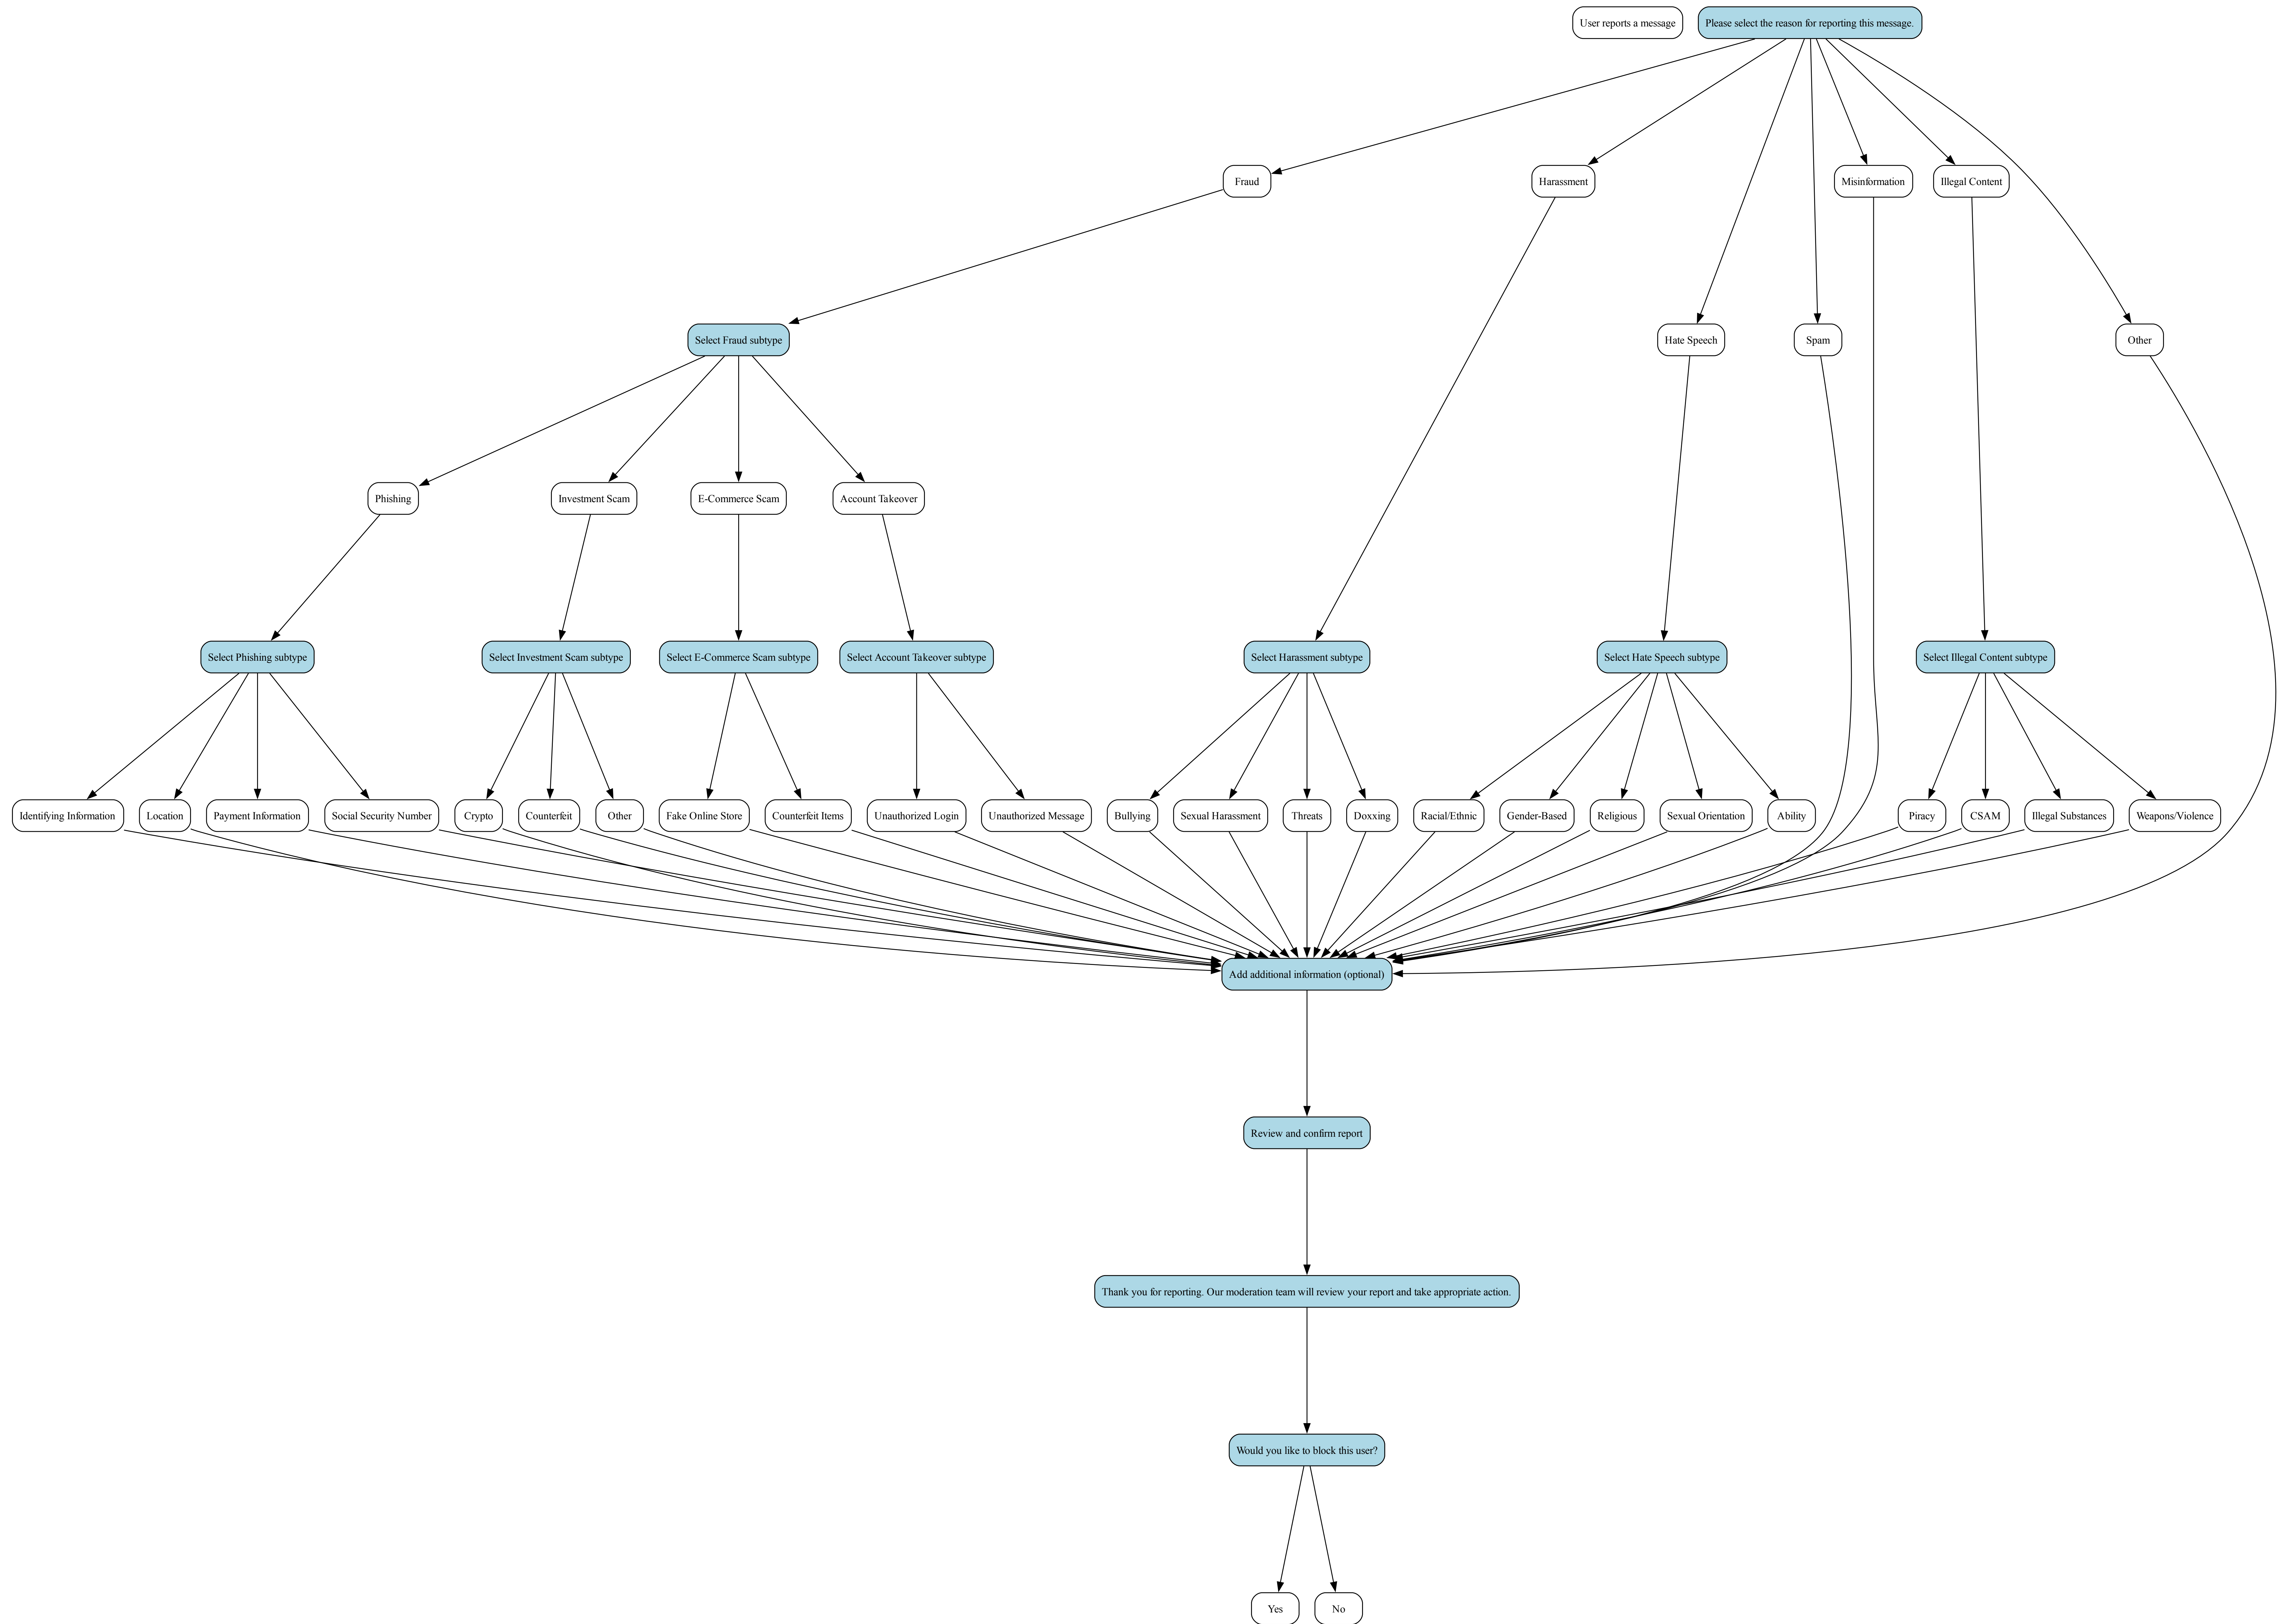 User reports a message
Please select the reason for reporting this message.
Fraud
Harassment
Misinformation
Illegal Content
Select Fraud subtype
Hate Speech
Spam
Other
Phishing
Investment Scam
E-Commerce Scam
Account Takeover
Select Phishing subtype
Select Investment Scam subtype
Select E-Commerce Scam subtype
Select Account Takeover subtype
Select Harassment subtype
Select Hate Speech subtype
Select Illegal Content subtype
Identifying Information
Location
Payment Information
Social Security Number
Crypto
Counterfeit
Other
Fake Online Store
Counterfeit Items
Unauthorized Login
Unauthorized Message
Bullying
Sexual Harassment
Threats
Doxxing
Racial/Ethnic
Gender-Based
Religious
Sexual Orientation
Ability
Piracy
CSAM
Illegal Substances
Weapons/Violence
Add additional information (optional)
Review and confirm report
Thank you for reporting. Our moderation team will review your report and take appropriate action.
Would you like to block this user?
Yes
No